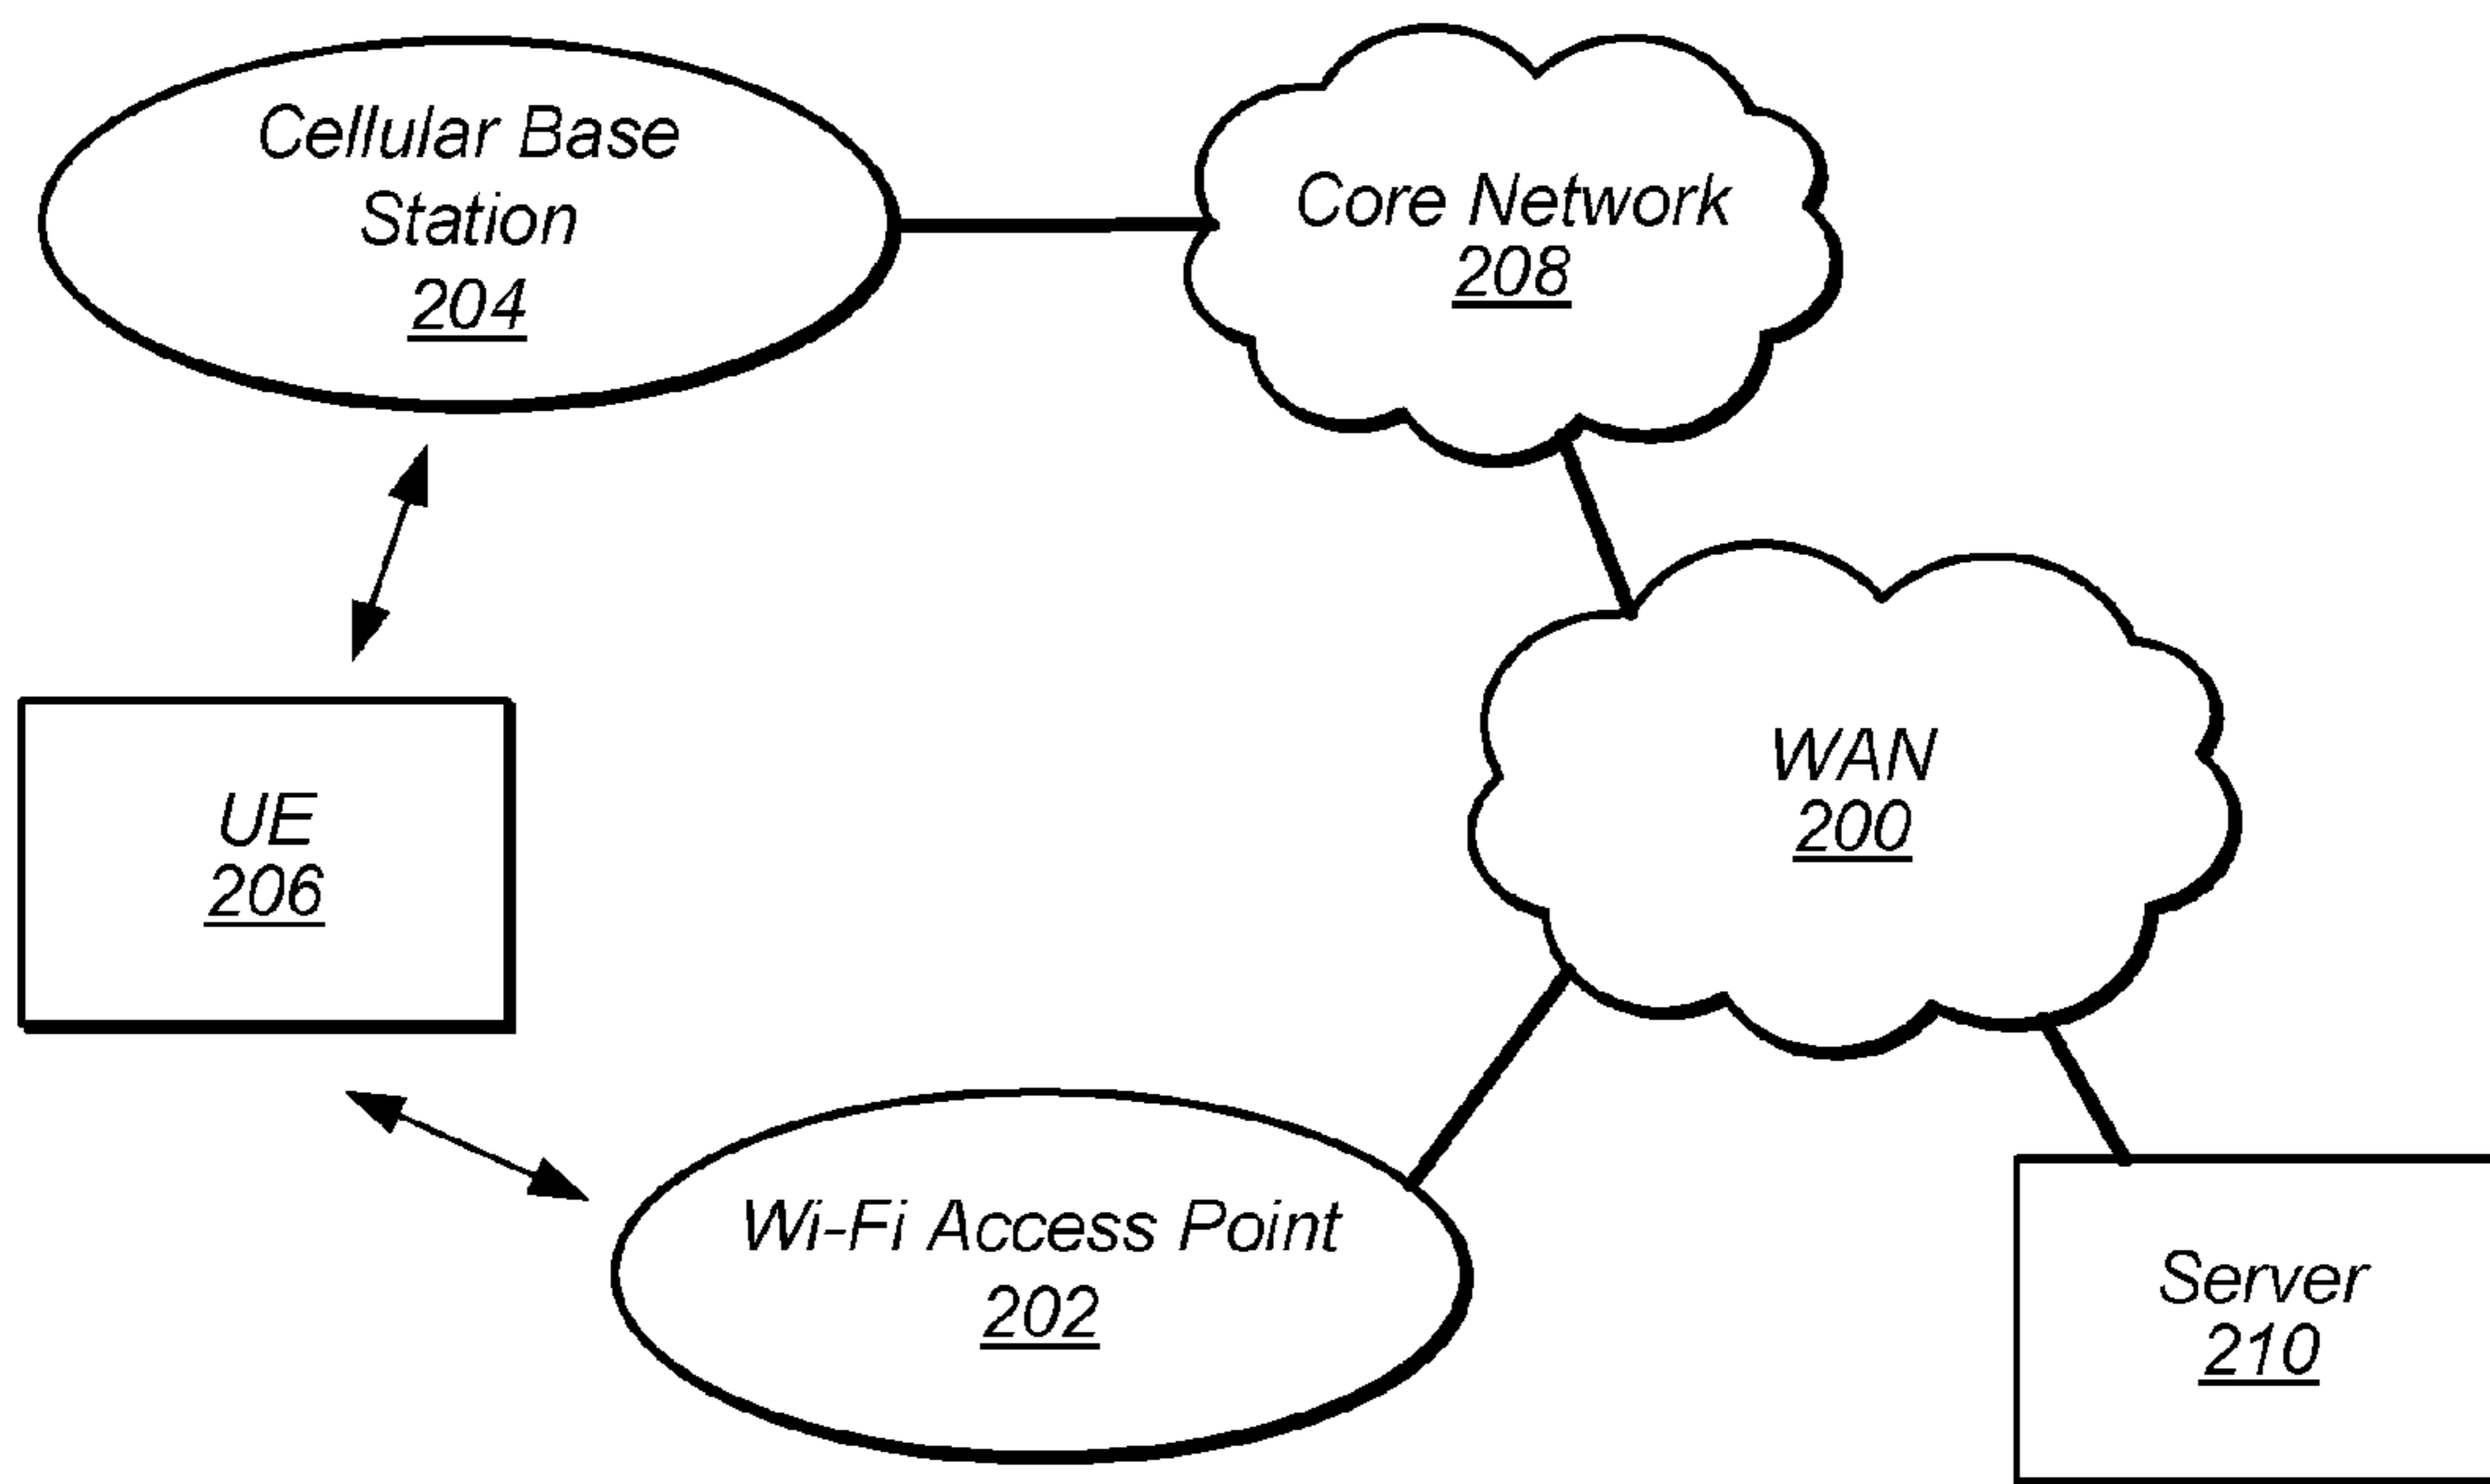 Cellular Base
Station
204
Core Network
208
UE
206
WAN
200
Wi-Fi Access Point
202
Server
210